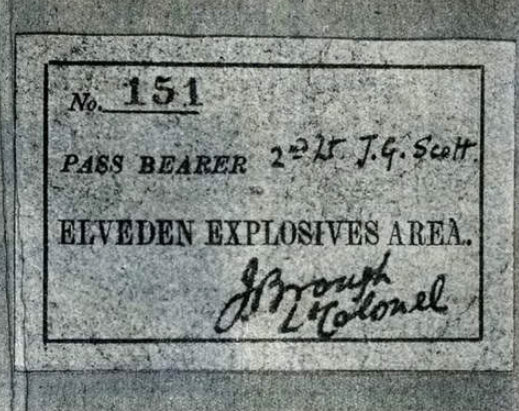 No. 151
PASS BEARER 2nd Lt. J.G. Scott.
ELVEDEN EXPLOSIVES AREA.
J Brough
Lt Colonel